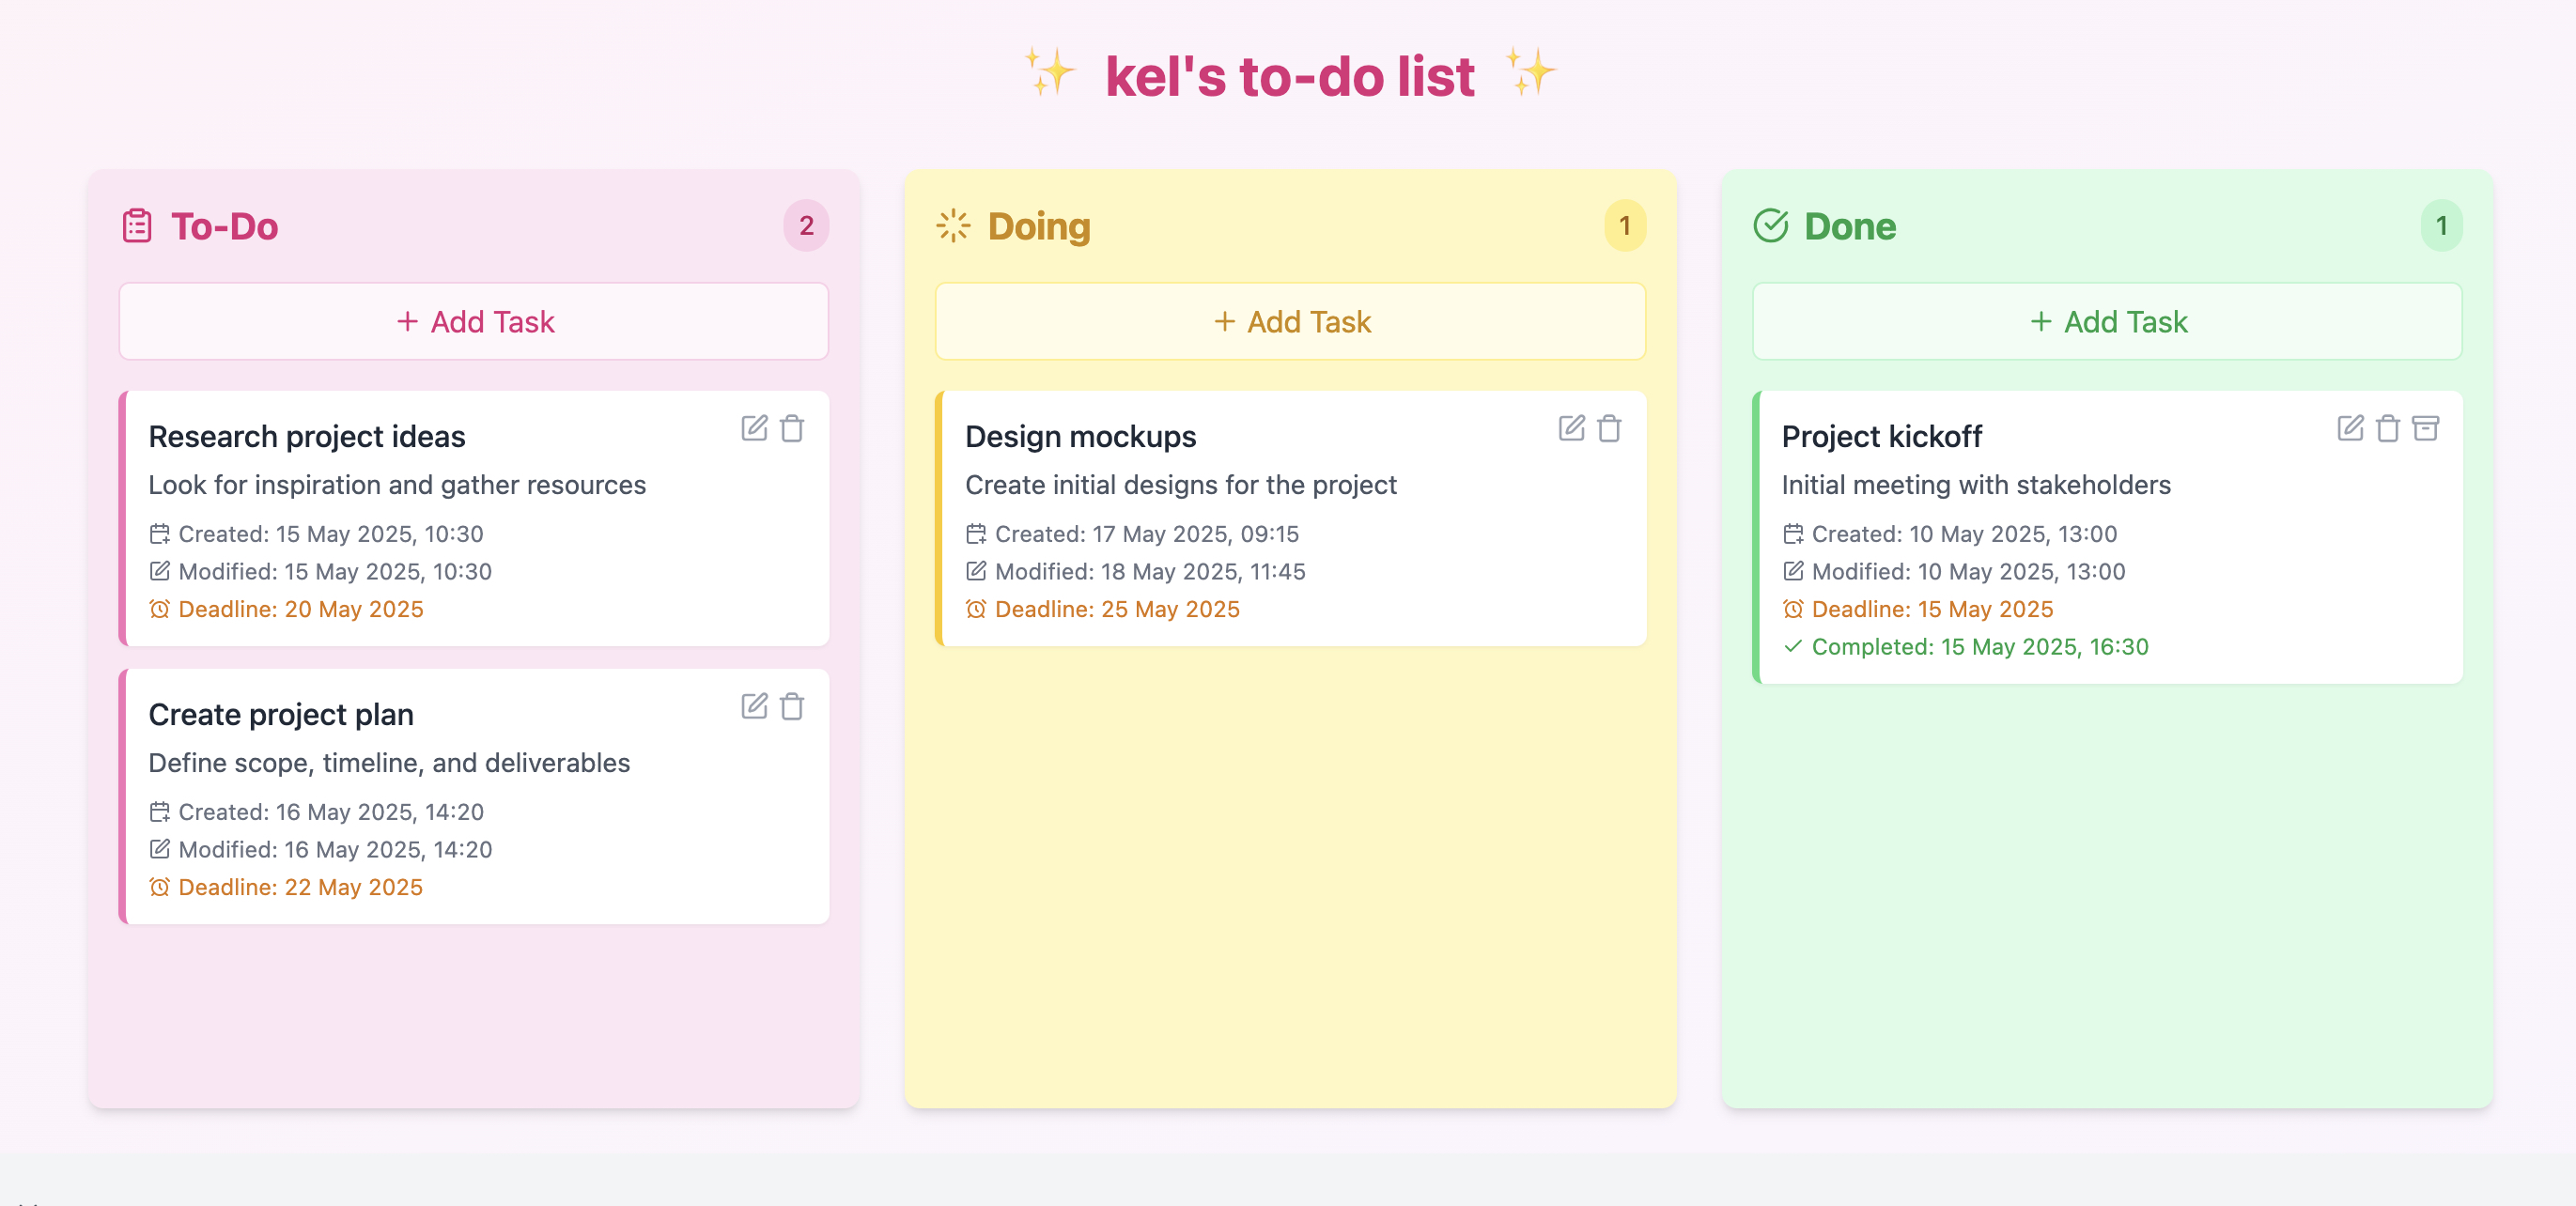 ✨ kel's to-do list ✨
To-Do
2
+ Add Task
Research project ideas
Look for inspiration and gather resources
Created: 15 May 2025, 10:30
Modified: 15 May 2025, 10:30
Deadline: 20 May 2025
Create project plan
Define scope, timeline, and deliverables
Created: 16 May 2025, 14:20
Modified: 16 May 2025, 14:20
Deadline: 22 May 2025
Doing
1
+ Add Task
Design mockups
Create initial designs for the project
Created: 17 May 2025, 09:15
Modified: 18 May 2025, 11:45
Deadline: 25 May 2025
Done
1
+ Add Task
Project kickoff
Initial meeting with stakeholders
Created: 10 May 2025, 13:00
Modified: 10 May 2025, 13:00
Deadline: 15 May 2025
Completed: 15 May 2025, 16:30